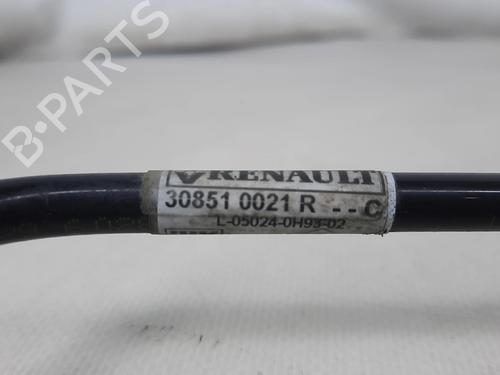 B-PARTS
RENAULT
30851 0021 R -- C
L-05024-0H93-02